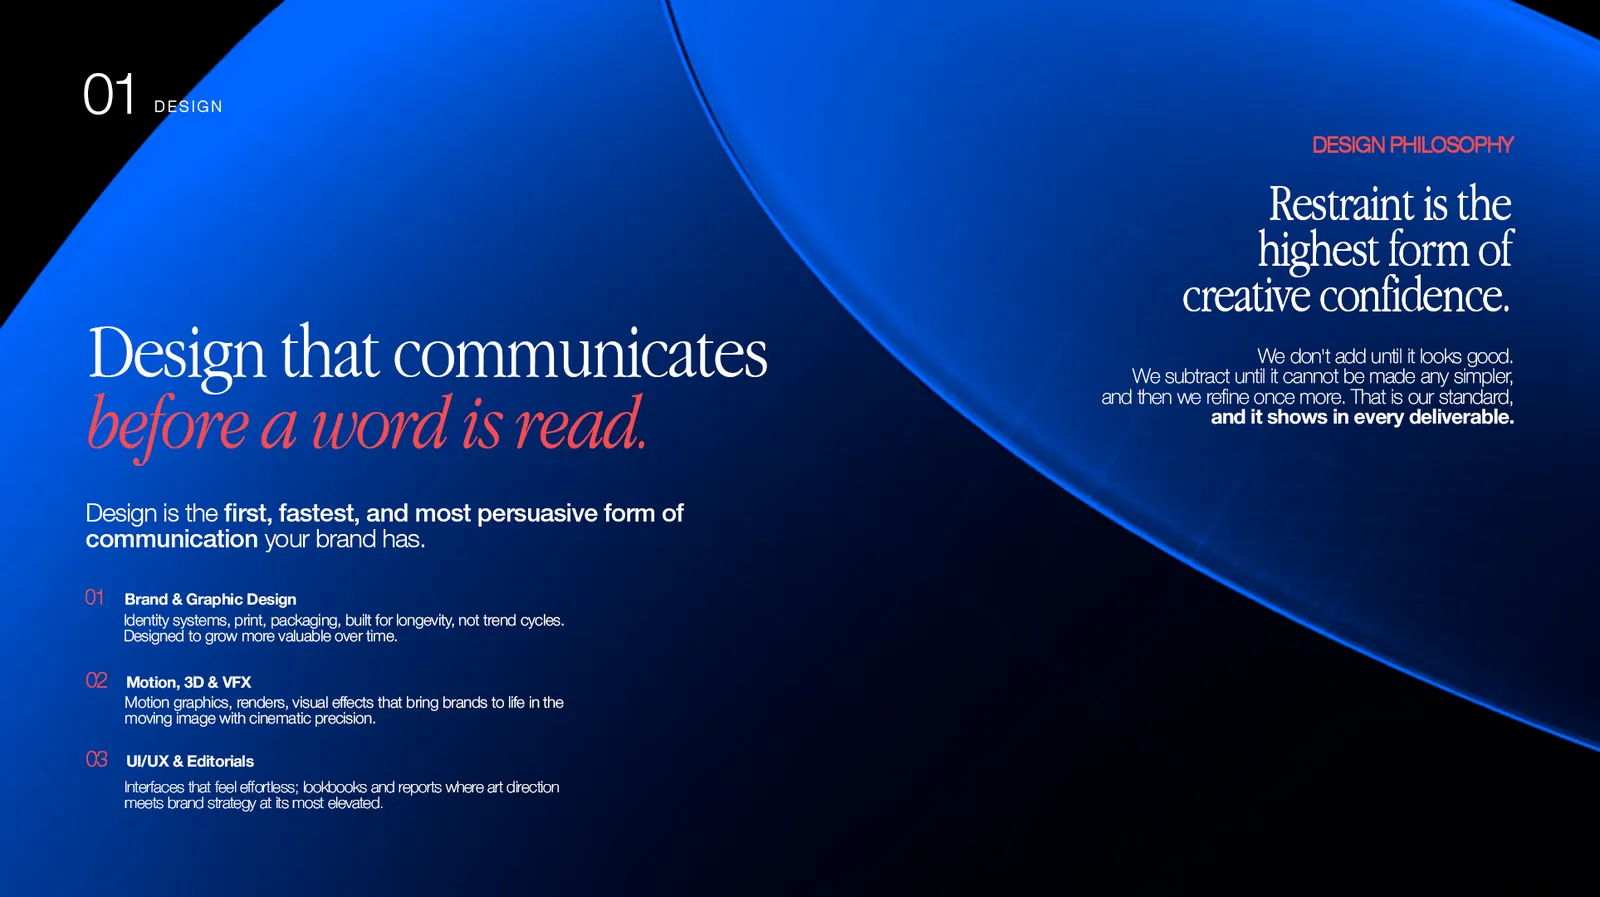 01 DESIGN
Design that communicates
before a word is read.
Design is the first, fastest, and most persuasive form of
communication your brand has.
01 Brand & Graphic Design
Identity systems, print, packaging, built for longevity, not trend cycles.
Designed to grow more valuable over time.
02 Motion, 3D & VFX
Motion graphics, renders, visual effects that bring brands to life in the
moving image with cinematic precision.
03 UI/UX & Editorials
Interfaces that feel effortless; lookbooks and reports where art direction
meets brand strategy at its most elevated.
DESIGN PHILOSOPHY
Restraint is the
highest form of
creative confidence.
We don't add until it looks good.
We subtract until it cannot be made any simpler,
and then we refine once more. That is our standard,
and it shows in every deliverable.